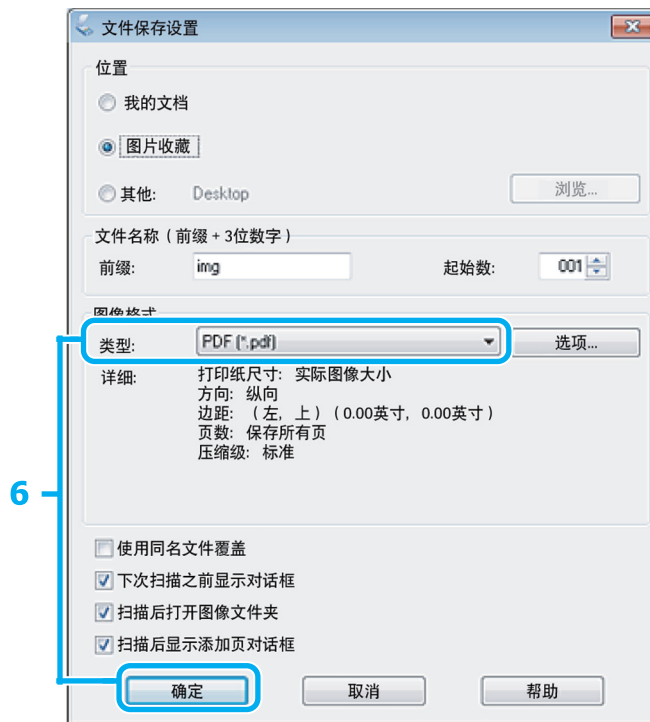 文件保存设置
位置
我的文档
图片收藏
其他: Desktop 浏览...
文件名称（前缀 + 3位数字）
前缀: img 起始数: 001
图像格式
类型: PDF (*.pdf) 选项...
详细: 打印纸尺寸: 实际图像大小
方向: 纵向
边距: （左, 上）（0.00英寸, 0.00英寸）
页数: 保存所有页
压缩级: 标准
6
使用同名文件覆盖
下次扫描之前显示对话框
扫描后打开图像文件夹
扫描后显示添加页对话框
确定 取消 帮助